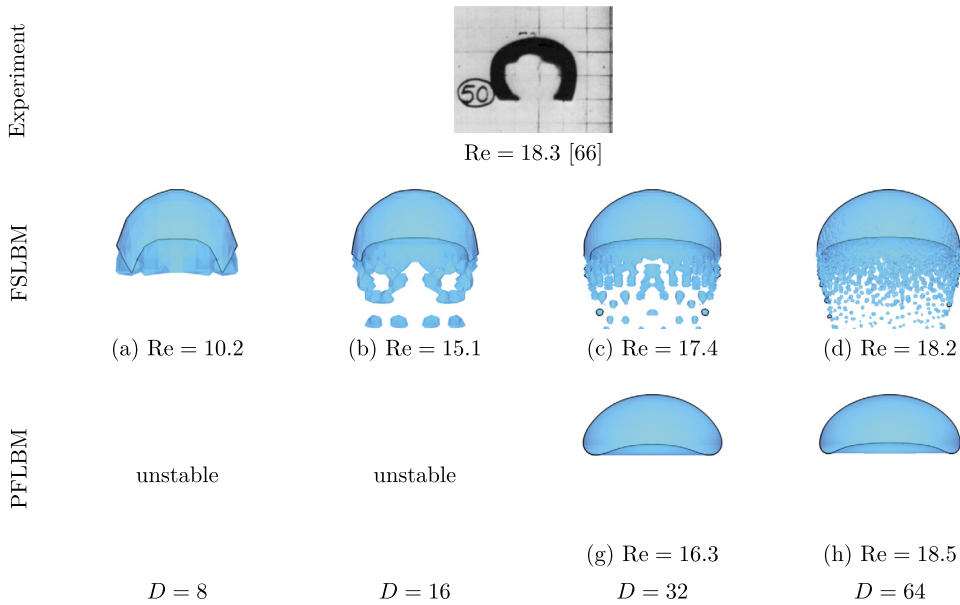 Experiment
50
Re = 18.3 [66]
FSLBM
(a) Re = 10.2
(b) Re = 15.1
(c) Re = 17.4
(d) Re = 18.2
PFLBM
unstable
unstable
(g) Re = 16.3
(h) Re = 18.5
D = 8
D = 16
D = 32
D = 64